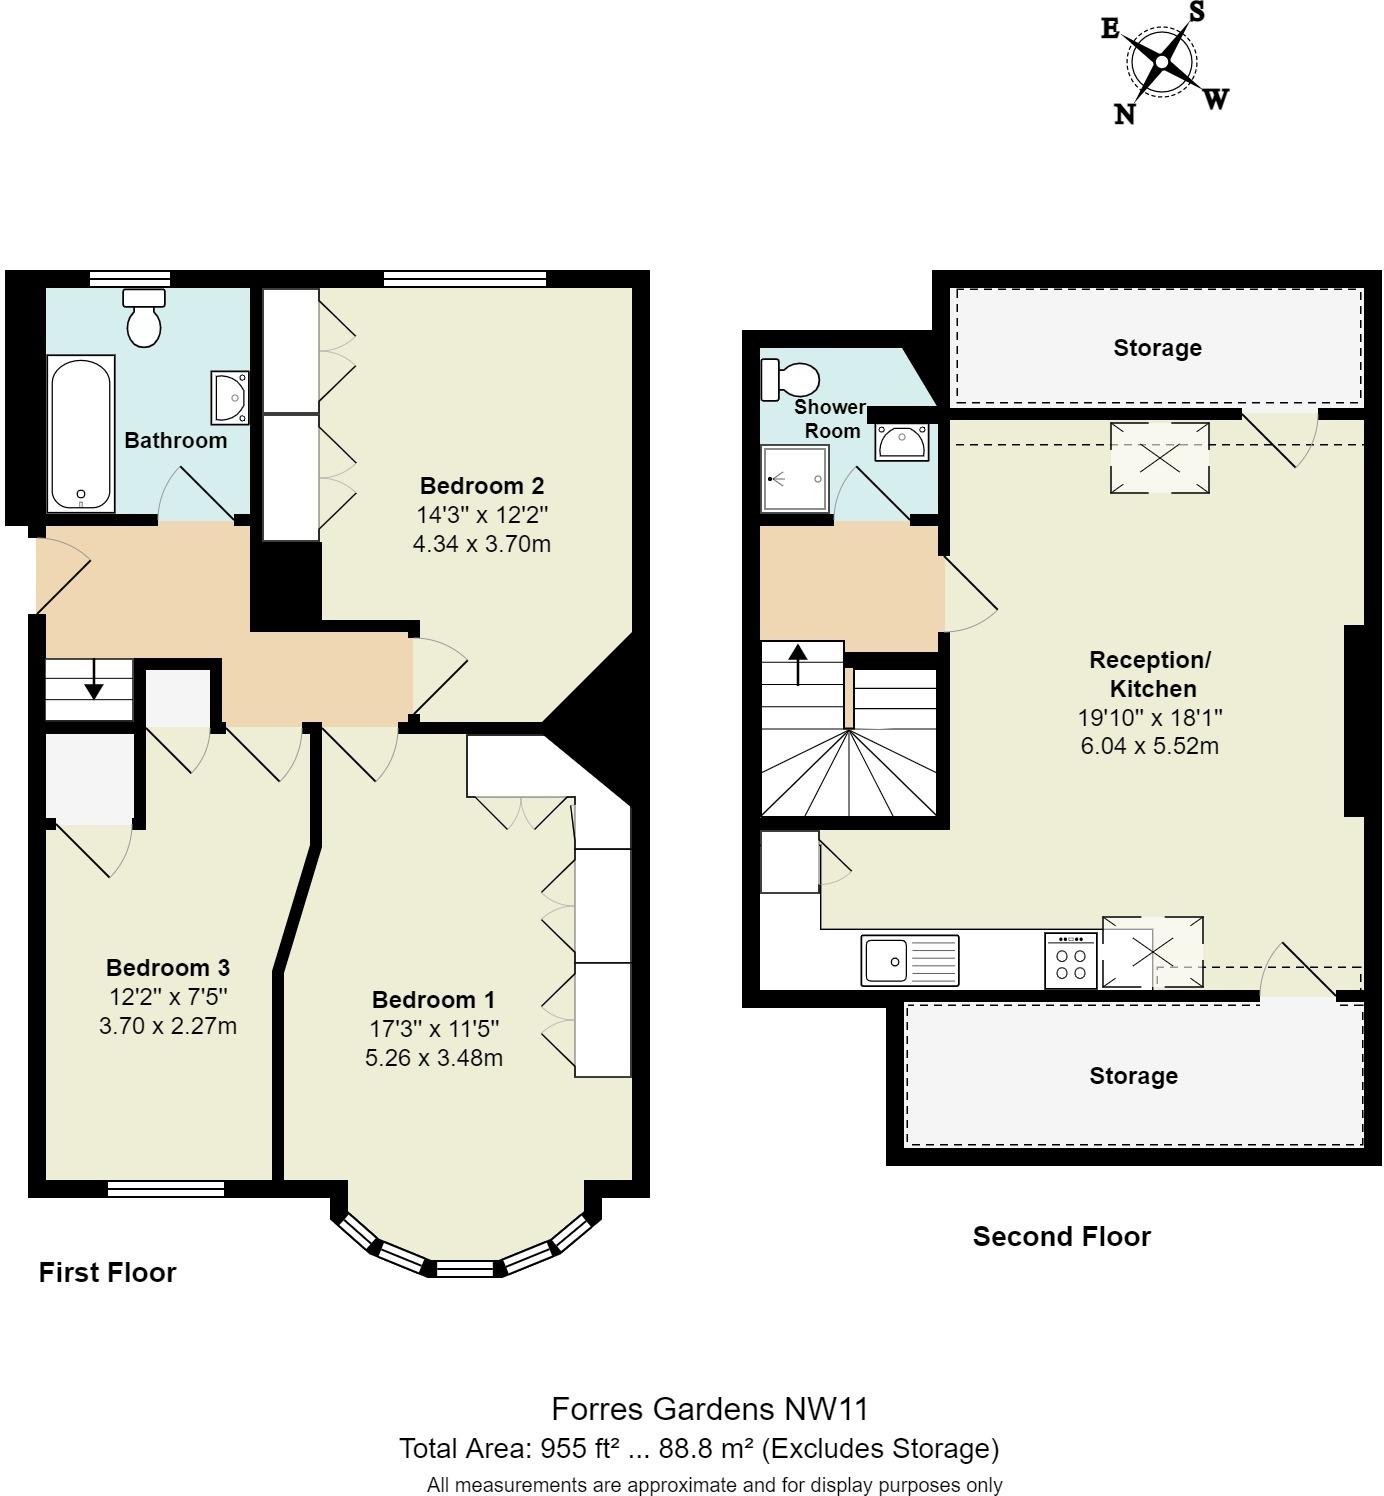 S
E
W
N
Bathroom
Bedroom 2
14'3" x 12'2"
4.34 x 3.70m
Bedroom 3
12'2" x 7'5"
3.70 x 2.27m
Bedroom 1
17'3" x 11'5"
5.26 x 3.48m
First Floor
Storage
Shower
Room
Reception/
Kitchen
19'10" x 18'1"
6.04 x 5.52m
Storage
Second Floor
Forres Gardens NW11
Total Area: 955 ft² ... 88.8 m² (Excludes Storage)
All measurements are approximate and for display purposes only